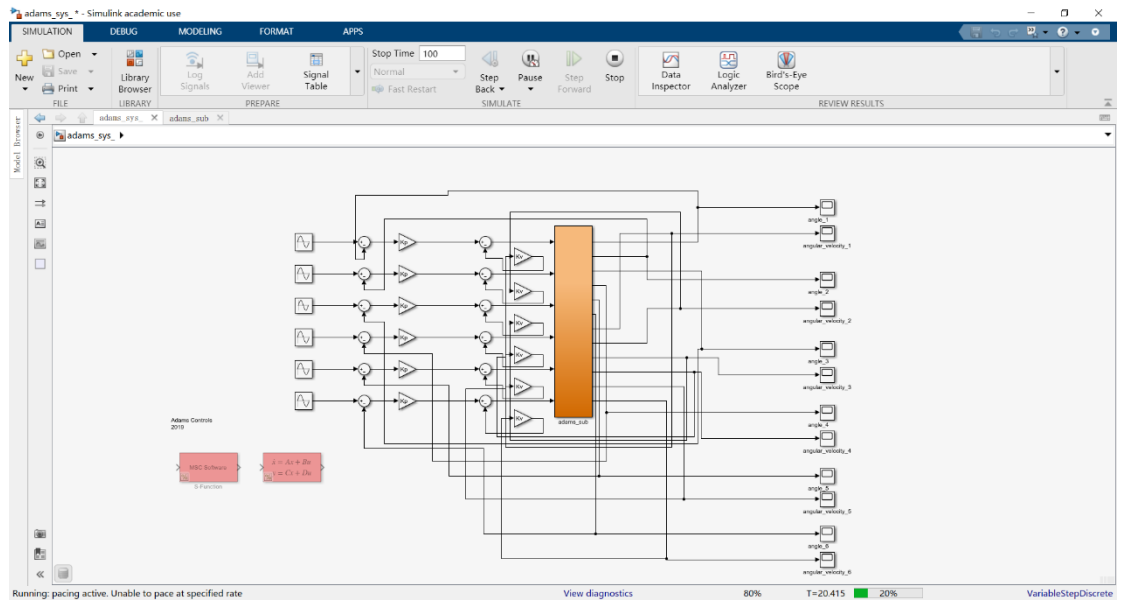 adams_sys_ * - Simulink academic use
SIMULATION DEBUG MODELING FORMAT APPS
New
Open
Save
Print
FILE
Library Browser
LIBRARY
Log Signals
Add Viewer
Signal Table
PREPARE
Stop Time 100
Normal
Fast Restart
Step Back
Pause
Step Forward
Stop
SIMULATE
Data Inspector
Logic Analyzer
Bird's-Eye Scope
REVIEW RESULTS
adams_sys_ adams_sub
Model Browser
adams_sys_
angle_1
angular_velocity_1
angle_2
angular_velocity_2
angle_3
angular_velocity_3
angle_4
angular_velocity_4
angle_5
angular_velocity_5
angle_6
angular_velocity_6
Kp
Kp
Kp
Kp
Kp
Kp
Kv
Kv
Kv
Kv
Kv
Kv
adams_sub
Adams Controls
2019
MSC Software
S-Function
Running: pacing active. Unable to pace at specified rate View diagnostics 80% T=20.415 20% VariableStepDiscrete